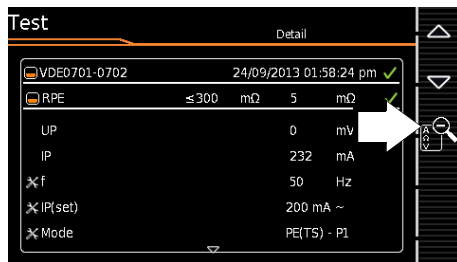 Test
Detail
VDE0701-0702 24/09/2013 01:58:24 pm
RPE ≤300 mΩ 5 mΩ
UP 0 mV
IP 232 mA
f 50 Hz
IP(set) 200 mA ~
Mode PE(TS) - P1
A
Ω
V